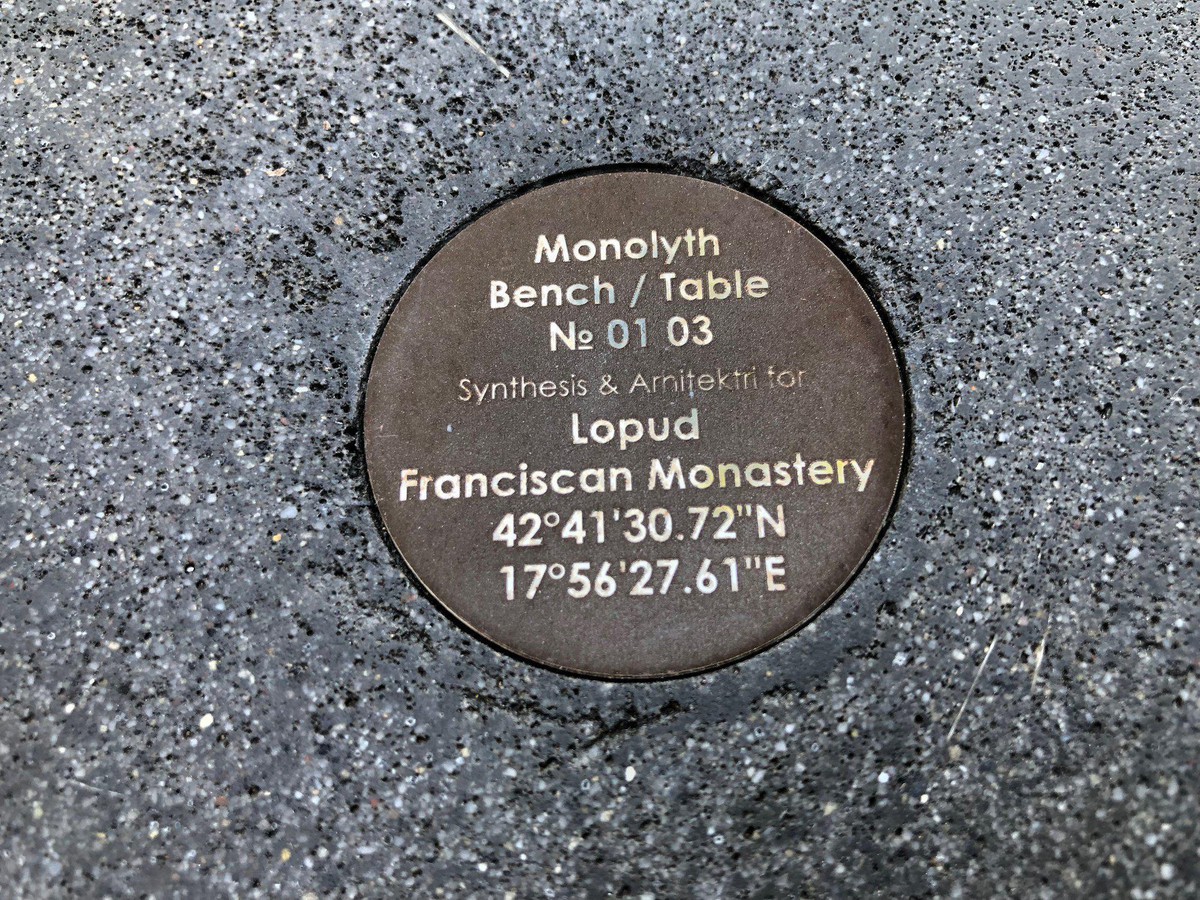 Monolyth
Bench / Table
№ 01 03
Synthesis & Arhitektri for
Lopud
Franciscan Monastery
42°41'30.72"N
17°56'27.61"E